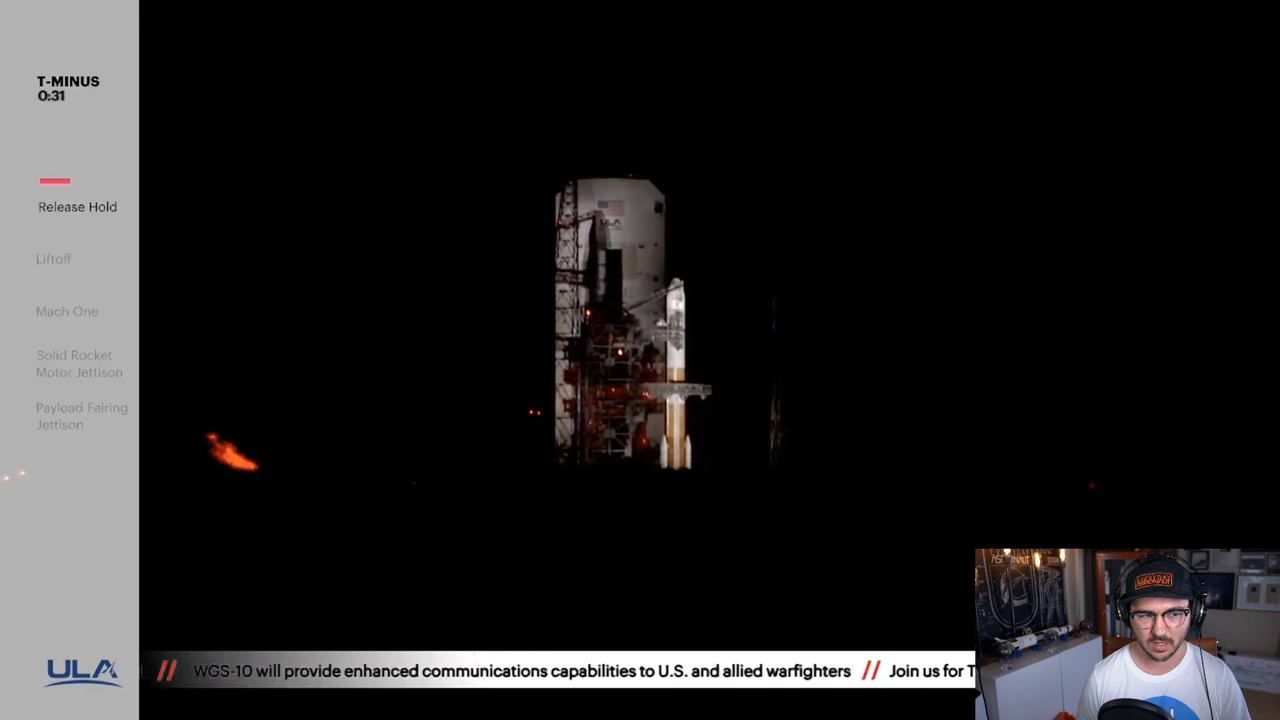 T-MINUS
0:31
Release Hold
Liftoff
Mach One
Solid Rocket
Motor Jettison
Payload Fairing
Jettison
ULA
ULA // WGS-10 will provide enhanced communications capabilities to U.S. and allied warfighters // Join us for T